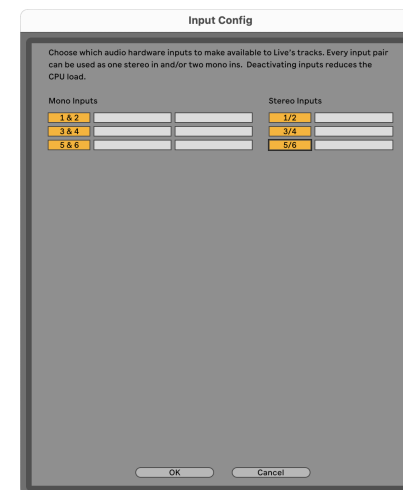 Input Config
Choose which audio hardware inputs to make available to Live's tracks. Every input pair
can be used as one stereo in and/or two mono ins.  Deactivating inputs reduces the
CPU load.
Mono Inputs Stereo Inputs
1 & 2 1/2
3 & 4 3/4
5 & 6 5/6
OK Cancel